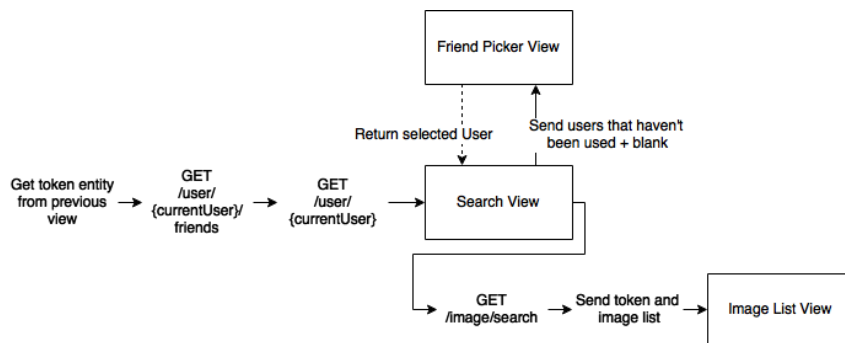 Friend Picker View
Return selected User
Send users that haven't
been used + blank
Get token entity
from previous
view
GET
/user/
{currentUser}/
friends
GET
/user/
{currentUser}
Search View
GET
/image/search
Send token and
image list
Image List View